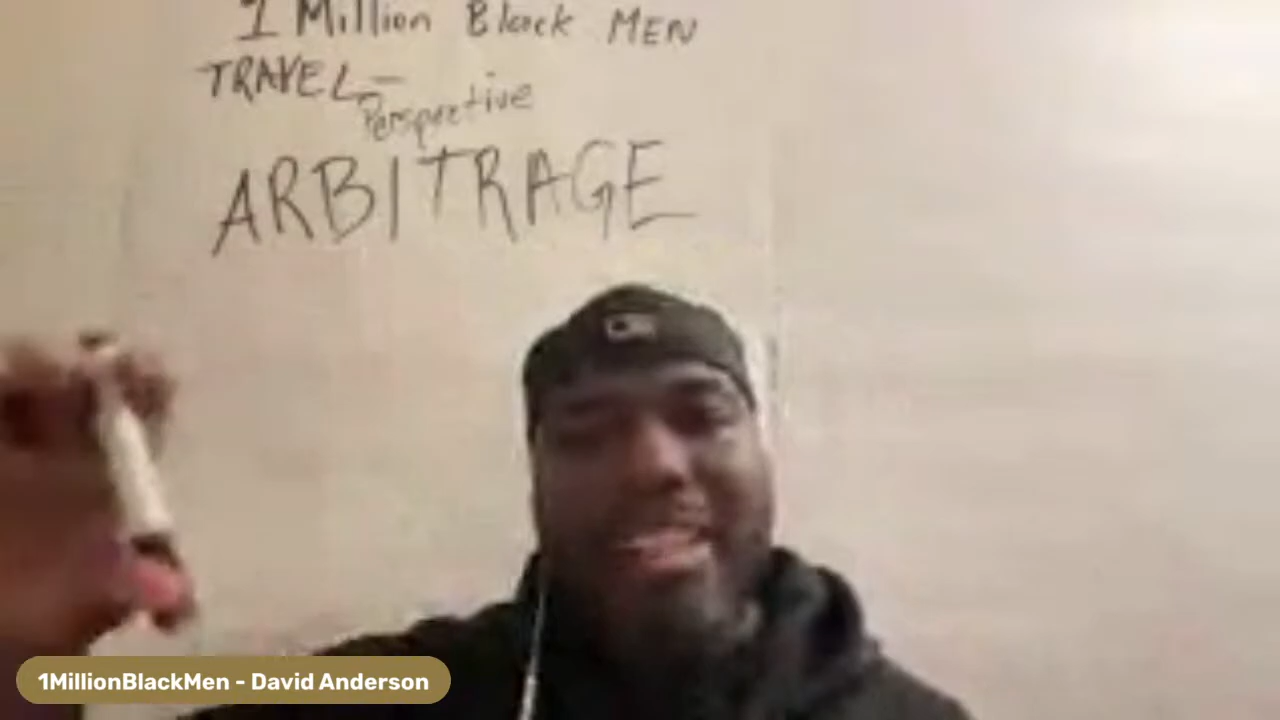 1 Million Black MEN
TRAVEL-
Perspective
ARBITRAGE
1MillionBlackMen - David Anderson